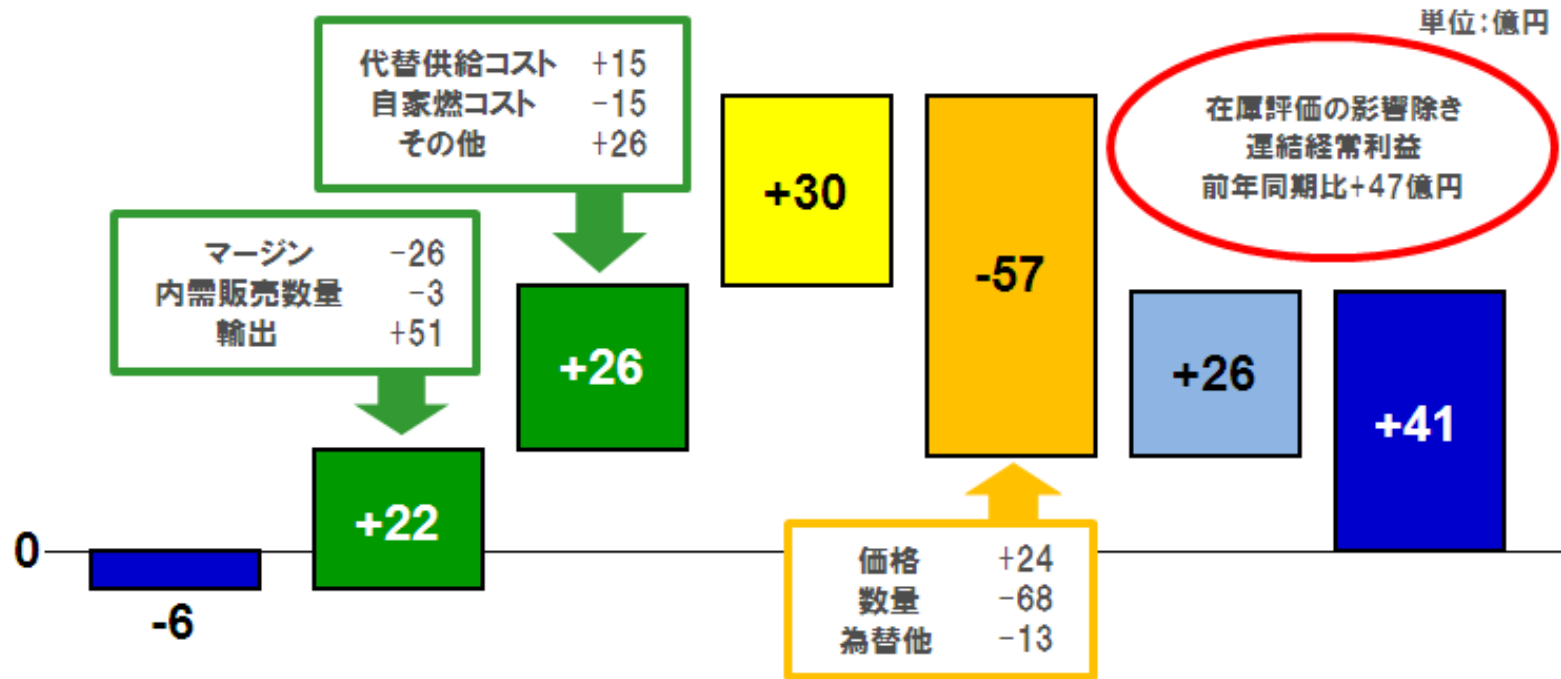 単位:億円
代替供給コスト +15
自家燃コスト -15
その他 +26
在庫評価の影響除き
連結経常利益
前年同期比+47億円
+30
-57
マージン -26
内需販売数量 -3
輸出 +51
+26
+26
+41
+22
0
-6
価格 +24
数量 -68
為替他 -13